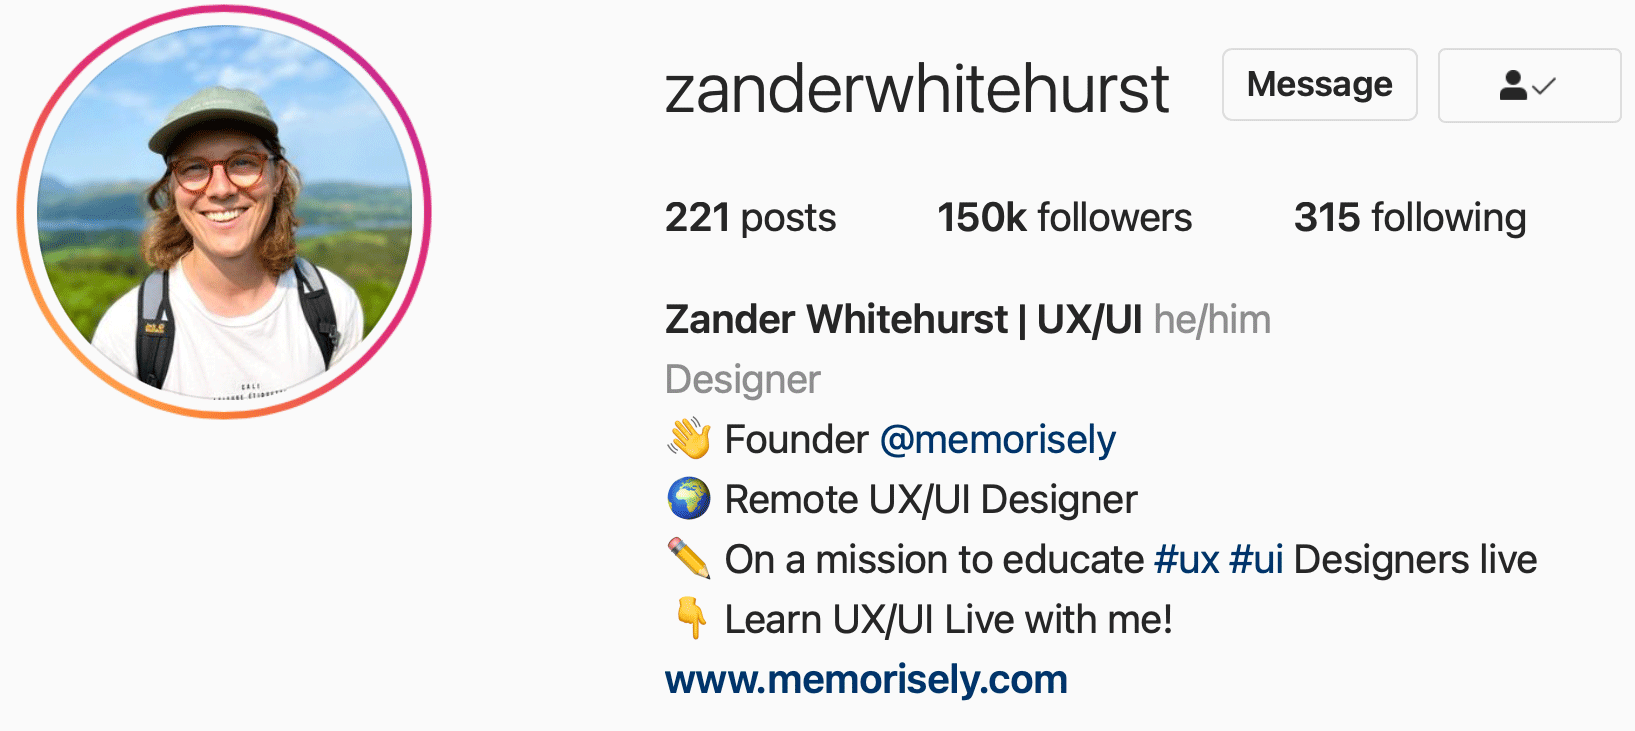 zanderwhitehurst Message
221 posts 150k followers 315 following
Zander Whitehurst | UX/UI he/him
Designer
👋 Founder @memorisely
🌍 Remote UX/UI Designer
✏️ On a mission to educate #ux #ui Designers live
👇 Learn UX/UI Live with me!
www.memorisely.com
CALI